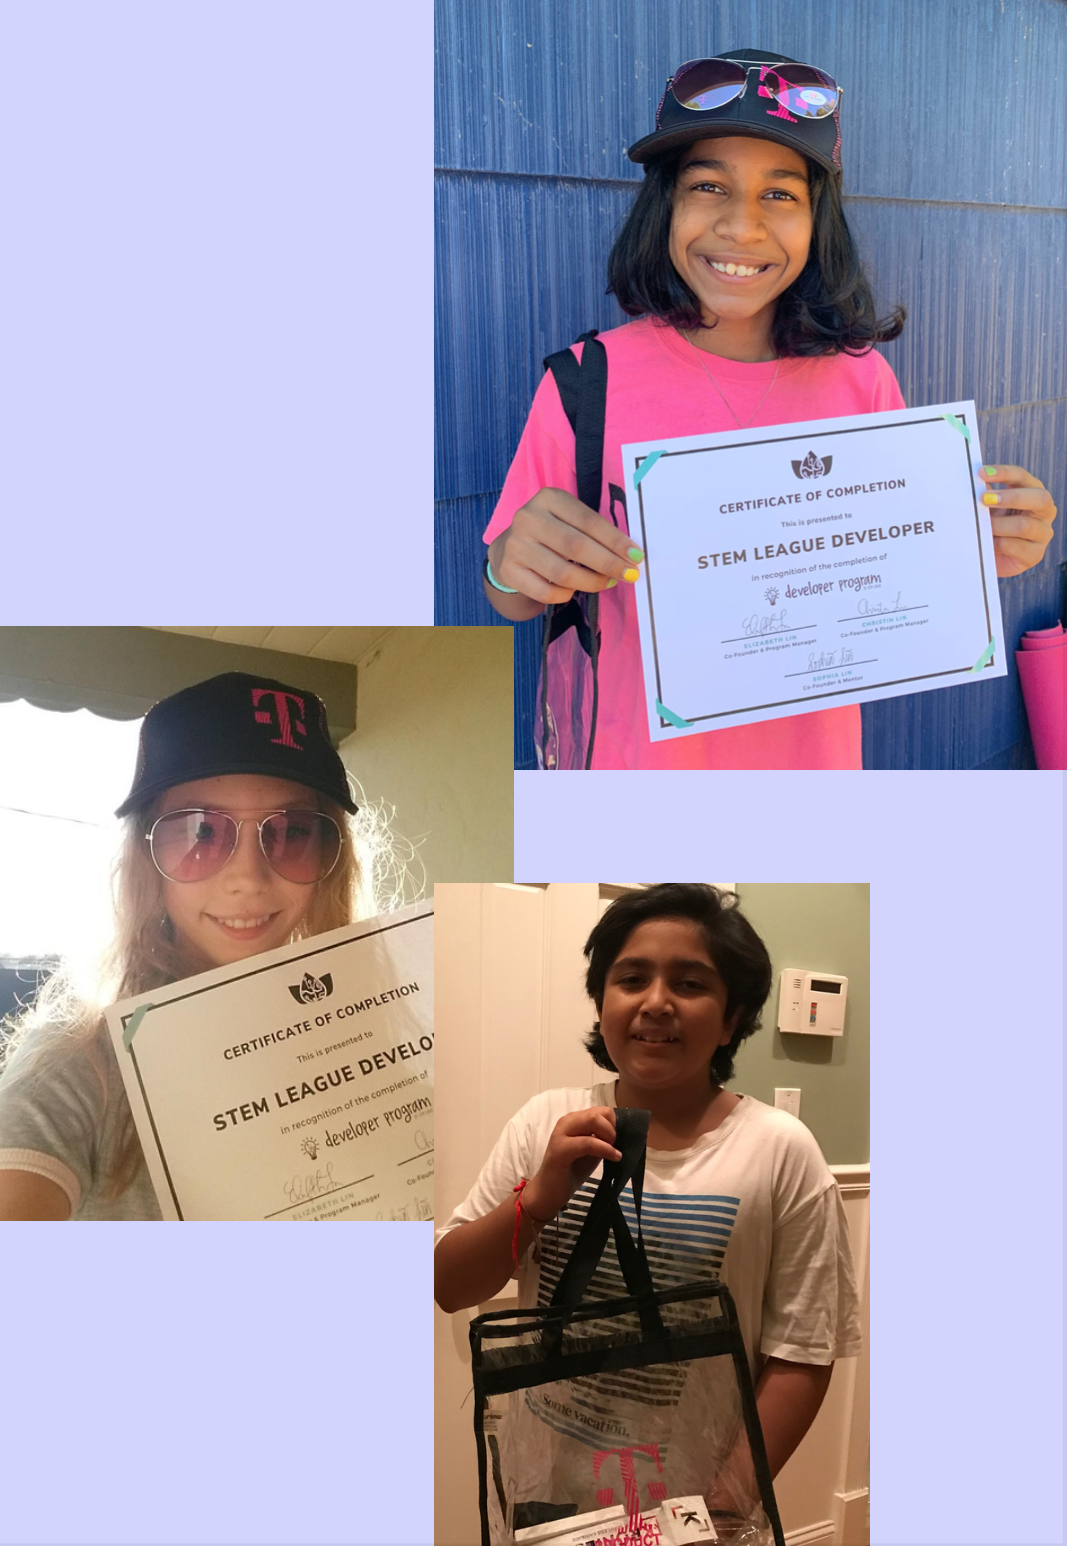 T
CERTIFICATE OF COMPLETION
This is presented to
STEM LEAGUE DEVELOPER
in recognition of the completion of
developer program
ELIZABETH LIN
Co-Founder & Program Manager
CHRISTIN LIN
Co-Founder & Program Manager
SOPHIA LIN
Co-Founder & Mentor
T
CERTIFICATE OF COMPLETION
This is presented to
STEM LEAGUE DEVELO
in recognition of the completion of
developer program
ELIZABETH LIN
& Program Manager
Co-Foun
Some vacation.
T
K